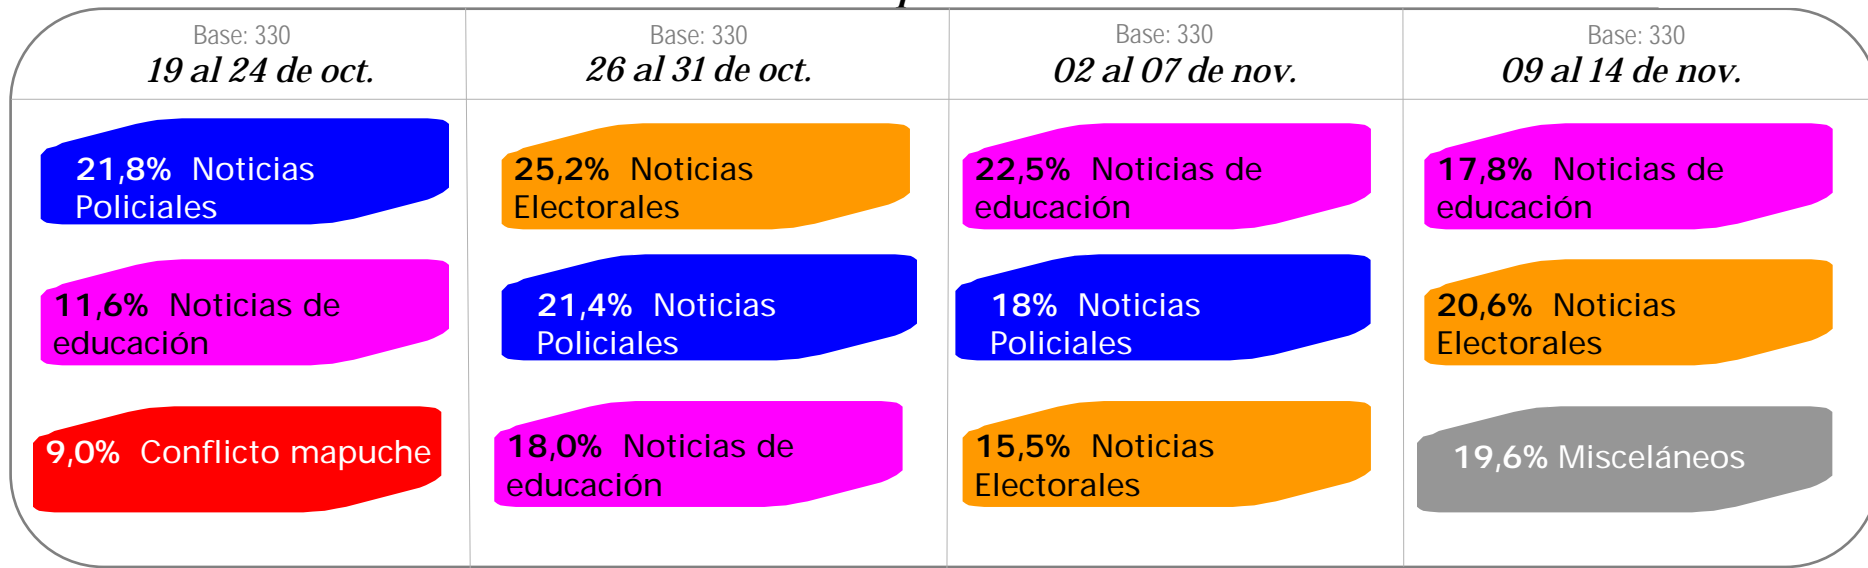 Base: 330
19 al 24 de oct.
21,8% Noticias
Policiales
11,6% Noticias de
educación
9,0% Conflicto mapuche
Base: 330
26 al 31 de oct.
25,2% Noticias
Electorales
21,4% Noticias
Policiales
18,0% Noticias de
educación
Base: 330
02 al 07 de nov.
22,5% Noticias de
educación
18% Noticias
Policiales
15,5% Noticias
Electorales
Base: 330
09 al 14 de nov.
17,8% Noticias de
educación
20,6% Noticias
Electorales
19,6% Misceláneos